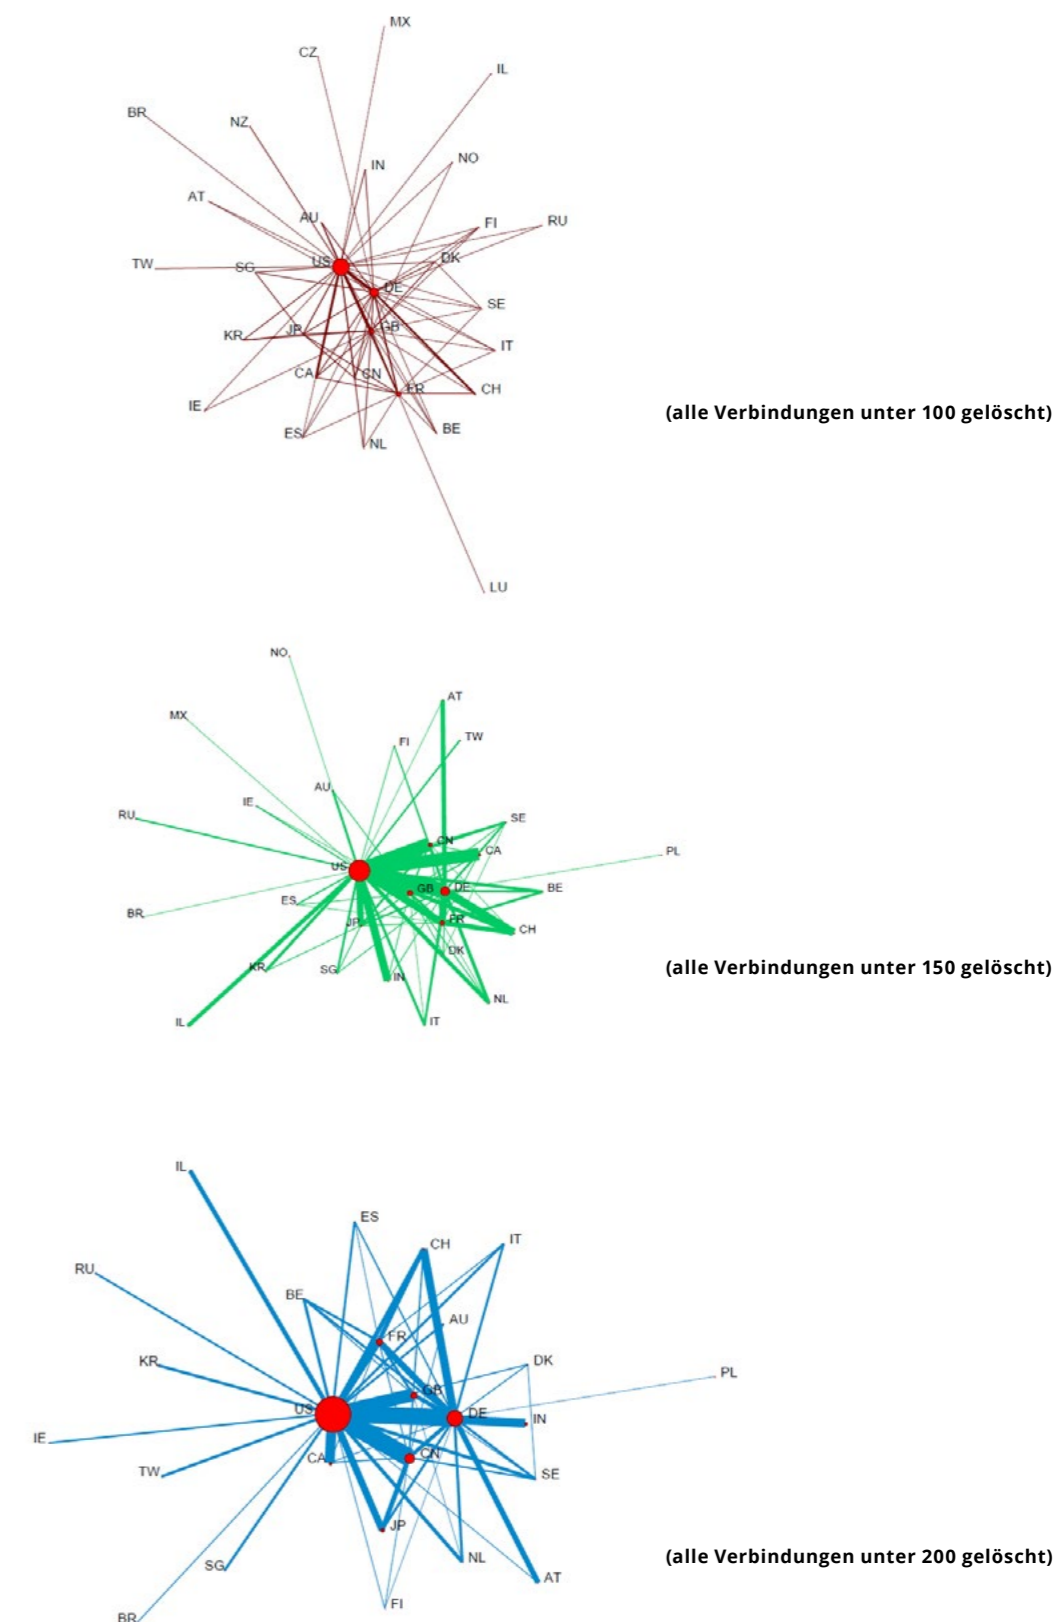 MX
CZ
IL
BR
NZ
IN
NO
AT
AU
FI
RU
TW
SG
US
DK
DE
SE
KR
JP
GB
IT
CA
CN
FR
CH
(alle Verbindungen unter 100 gelöscht)
IE
ES
NL
BE
LU
NO
AT
MX
FI
TW
AU
IE
RU
SE
CN
CA
PL
US
GB
DE
BE
ES
BR
JP
FR
CH
DK
KR
SG
IN
(alle Verbindungen unter 150 gelöscht)
NL
IL
IT
IL
ES
CH
IT
RU
BE
AU
FR
KR
DK
PL
GB
US
DE
IN
IE
CA
CN
TW
SE
JP
NL
(alle Verbindungen unter 200 gelöscht)
SG
AT
FI
BR